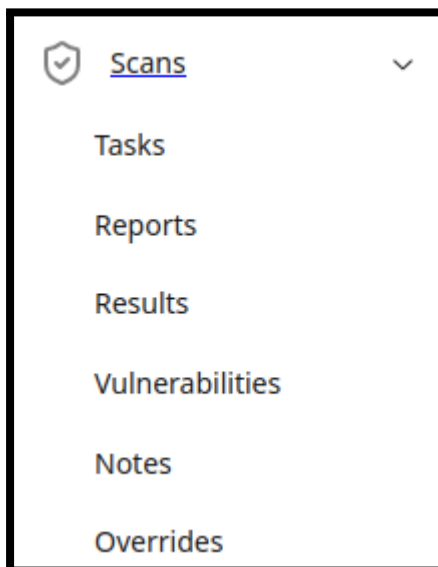 Scans
Tasks
Reports
Results
Vulnerabilities
Notes
Overrides